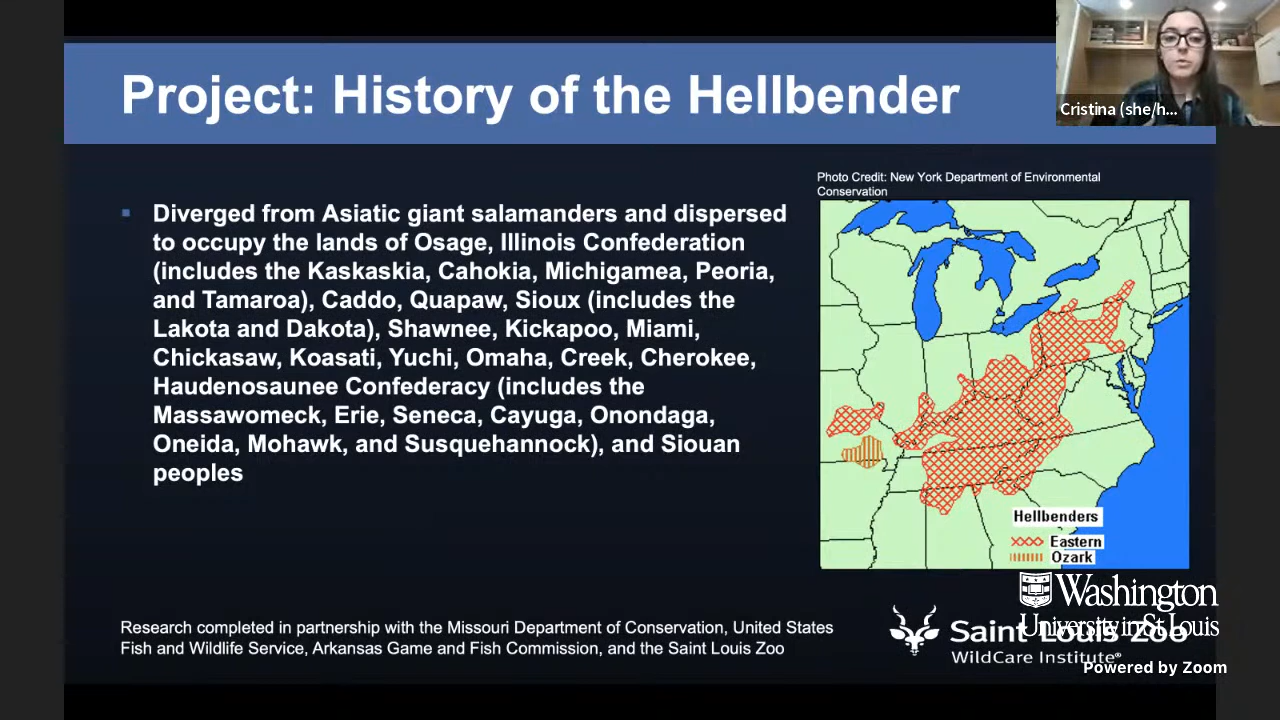 Project: History of the Hellbender
Cristina (she/h...
Photo Credit: New York Department of Environmental
Conservation
Diverged from Asiatic giant salamanders and dispersed
to occupy the lands of Osage, Illinois Confederation
(includes the Kaskaskia, Cahokia, Michigamea, Peoria,
and Tamaroa), Caddo, Quapaw, Sioux (includes the
Lakota and Dakota), Shawnee, Kickapoo, Miami,
Chickasaw, Koasati, Yuchi, Omaha, Creek, Cherokee,
Haudenosaunee Confederacy (includes the
Massawomeck, Erie, Seneca, Cayuga, Onondaga,
Oneida, Mohawk, and Susquehannock), and Siouan
peoples
Hellbenders
Eastern
Ozark
Research completed in partnership with the Missouri Department of Conservation, United States
Fish and Wildlife Service, Arkansas Game and Fish Commission, and the Saint Louis Zoo
Washington
University in St Louis
Saint Louis Zoo
WildCare Institute®
Powered by Zoom